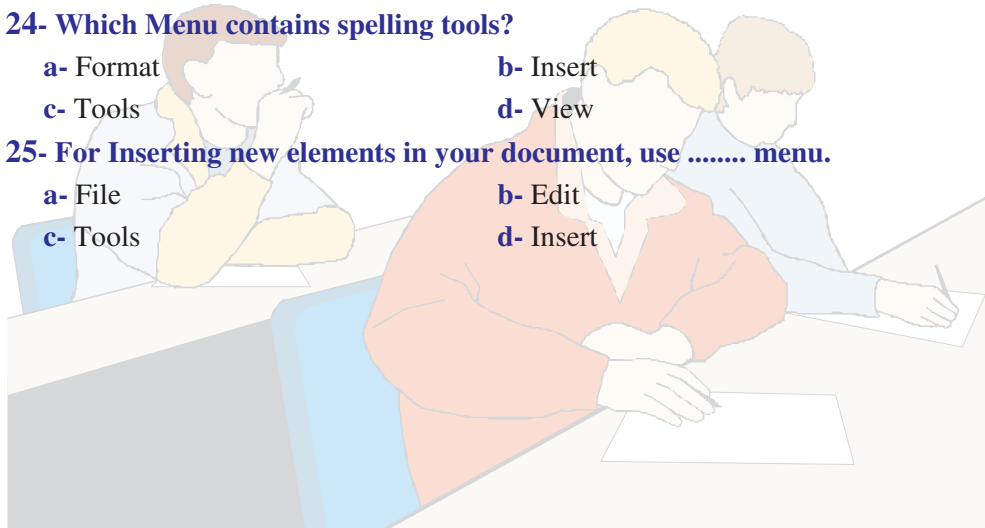 24- Which Menu contains spelling tools?
a- Format b- Insert
c- Tools d- View
25- For Inserting new elements in your document, use ........ menu.
a- File b- Edit
c- Tools d- Insert